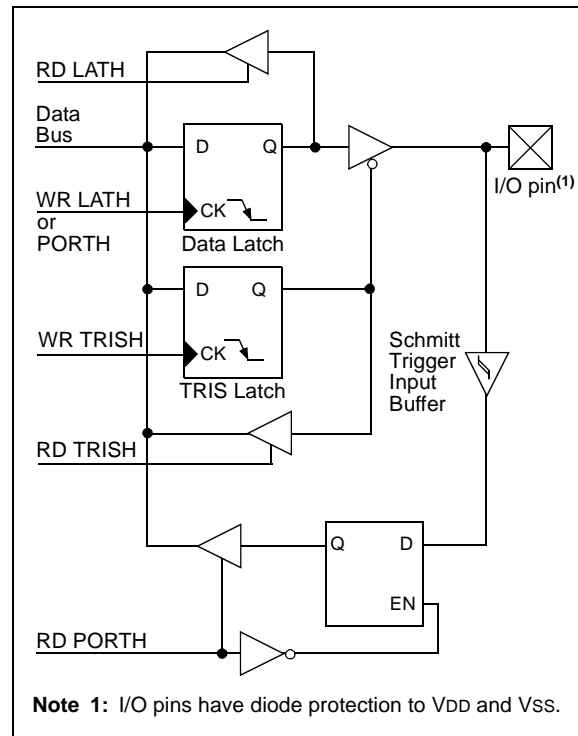 RD LATH
Data
Bus
D Q
I/O pin(1)
WR LATH
or
PORTH
CK
Data Latch
D Q
WR TRISH
CK
TRIS Latch
Schmitt
Trigger
Input
Buffer
RD TRISH
Q D
EN
RD PORTH
Note 1: I/O pins have diode protection to VDD and VSS.